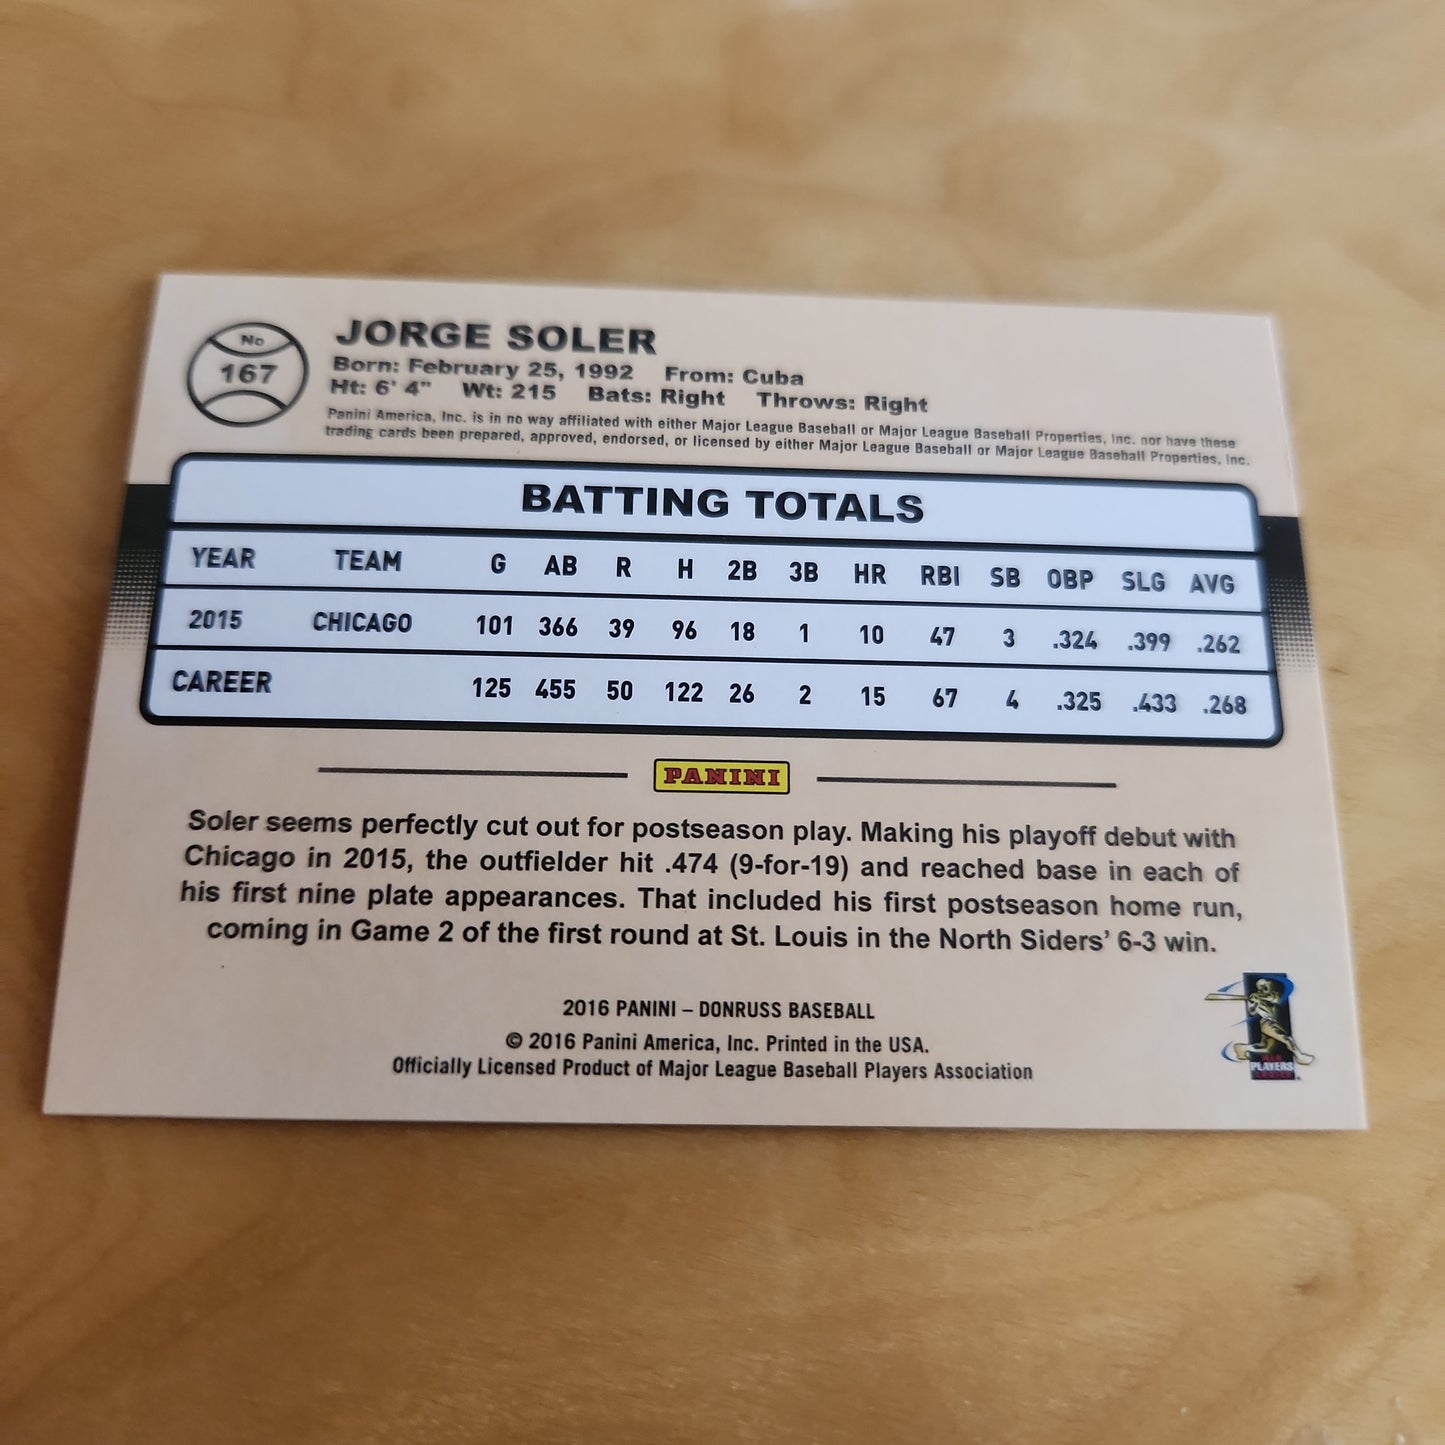 No
167
JORGE SOLER
Born: February 25, 1992 From: Cuba
Ht: 6' 4" Wt: 215 Bats: Right Throws: Right
Panini America, Inc. is in no way affiliated with either Major League Baseball or Major League Baseball Properties, Inc. nor have these
trading cards been prepared, approved, endorsed, or licensed by either Major League Baseball or Major League Baseball Properties, Inc.
BATTING TOTALS
YEAR TEAM G AB R H 2B 3B HR RBI SB OBP SLG AVG
2015 CHICAGO 101 366 39 96 18 1 10 47 3 .324 .399 .262
CAREER 125 455 50 122 26 2 15 67 4 .325 .433 .268
PANINI
Soler seems perfectly cut out for postseason play. Making his playoff debut with
Chicago in 2015, the outfielder hit .474 (9-for-19) and reached base in each of
his first nine plate appearances. That included his first postseason home run,
coming in Game 2 of the first round at St. Louis in the North Siders’ 6-3 win.
2016 PANINI – DONRUSS BASEBALL
© 2016 Panini America, Inc. Printed in the USA.
Officially Licensed Product of Major League Baseball Players Association
PLAYERS